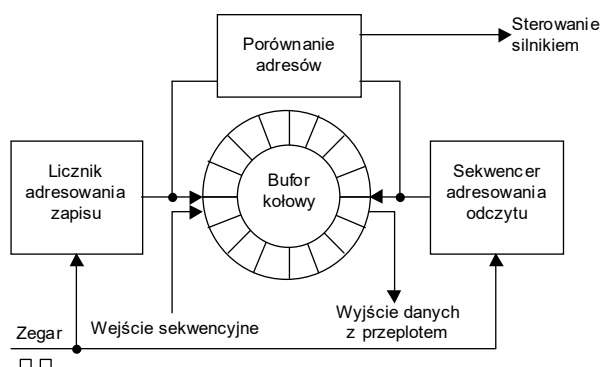 Sterowanie
silnikiem
Porównanie
adresów
Licznik
adresowania
zapisu
Bufor
kołowy
Sekwencer
adresowania
odczytu
Zegar
Wejście sekwencyjne
Wyjście danych
z przeplotem